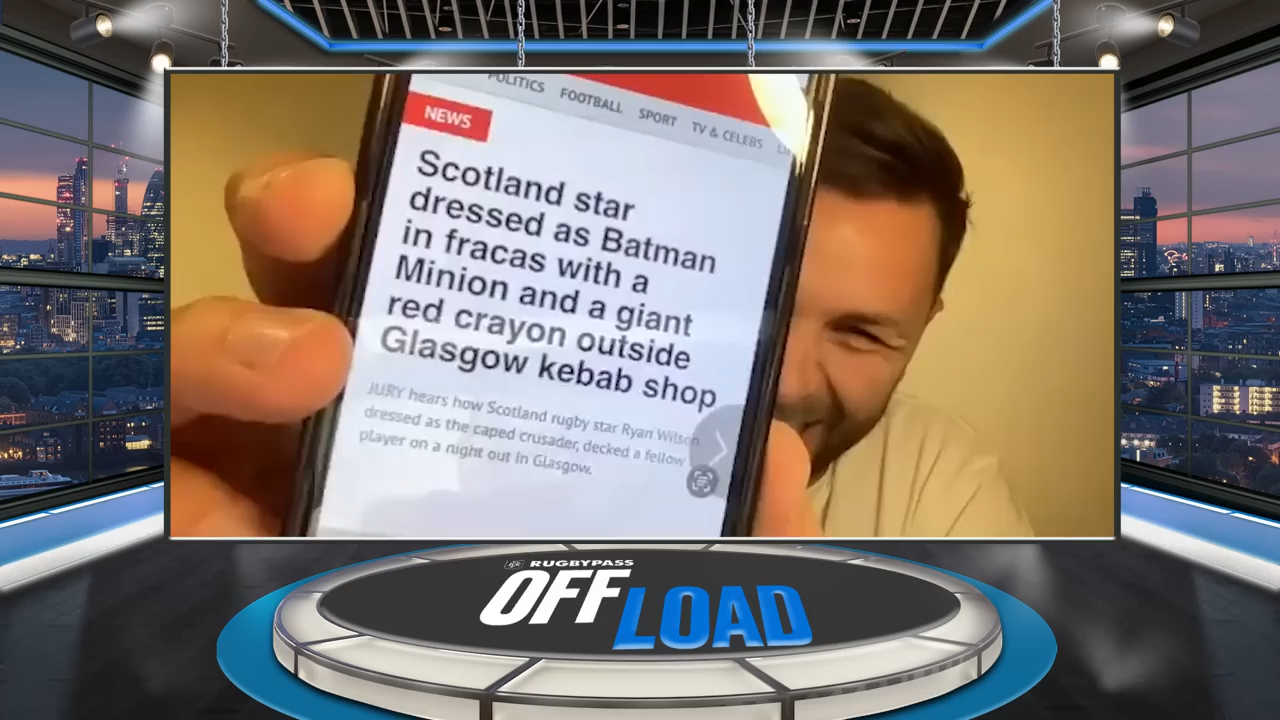 POLITICS FOOTBALL SPORT TV & CELEBS
NEWS
Scotland star
dressed as Batman
in fracas with a
Minion and a giant
red crayon outside
Glasgow kebab shop
JURY hears how Scotland rugby star Ryan Wilson
dressed as the caped crusader, decked a fellow
player on a night out in Glasgow.
RUGBYPASS
OFFLOAD